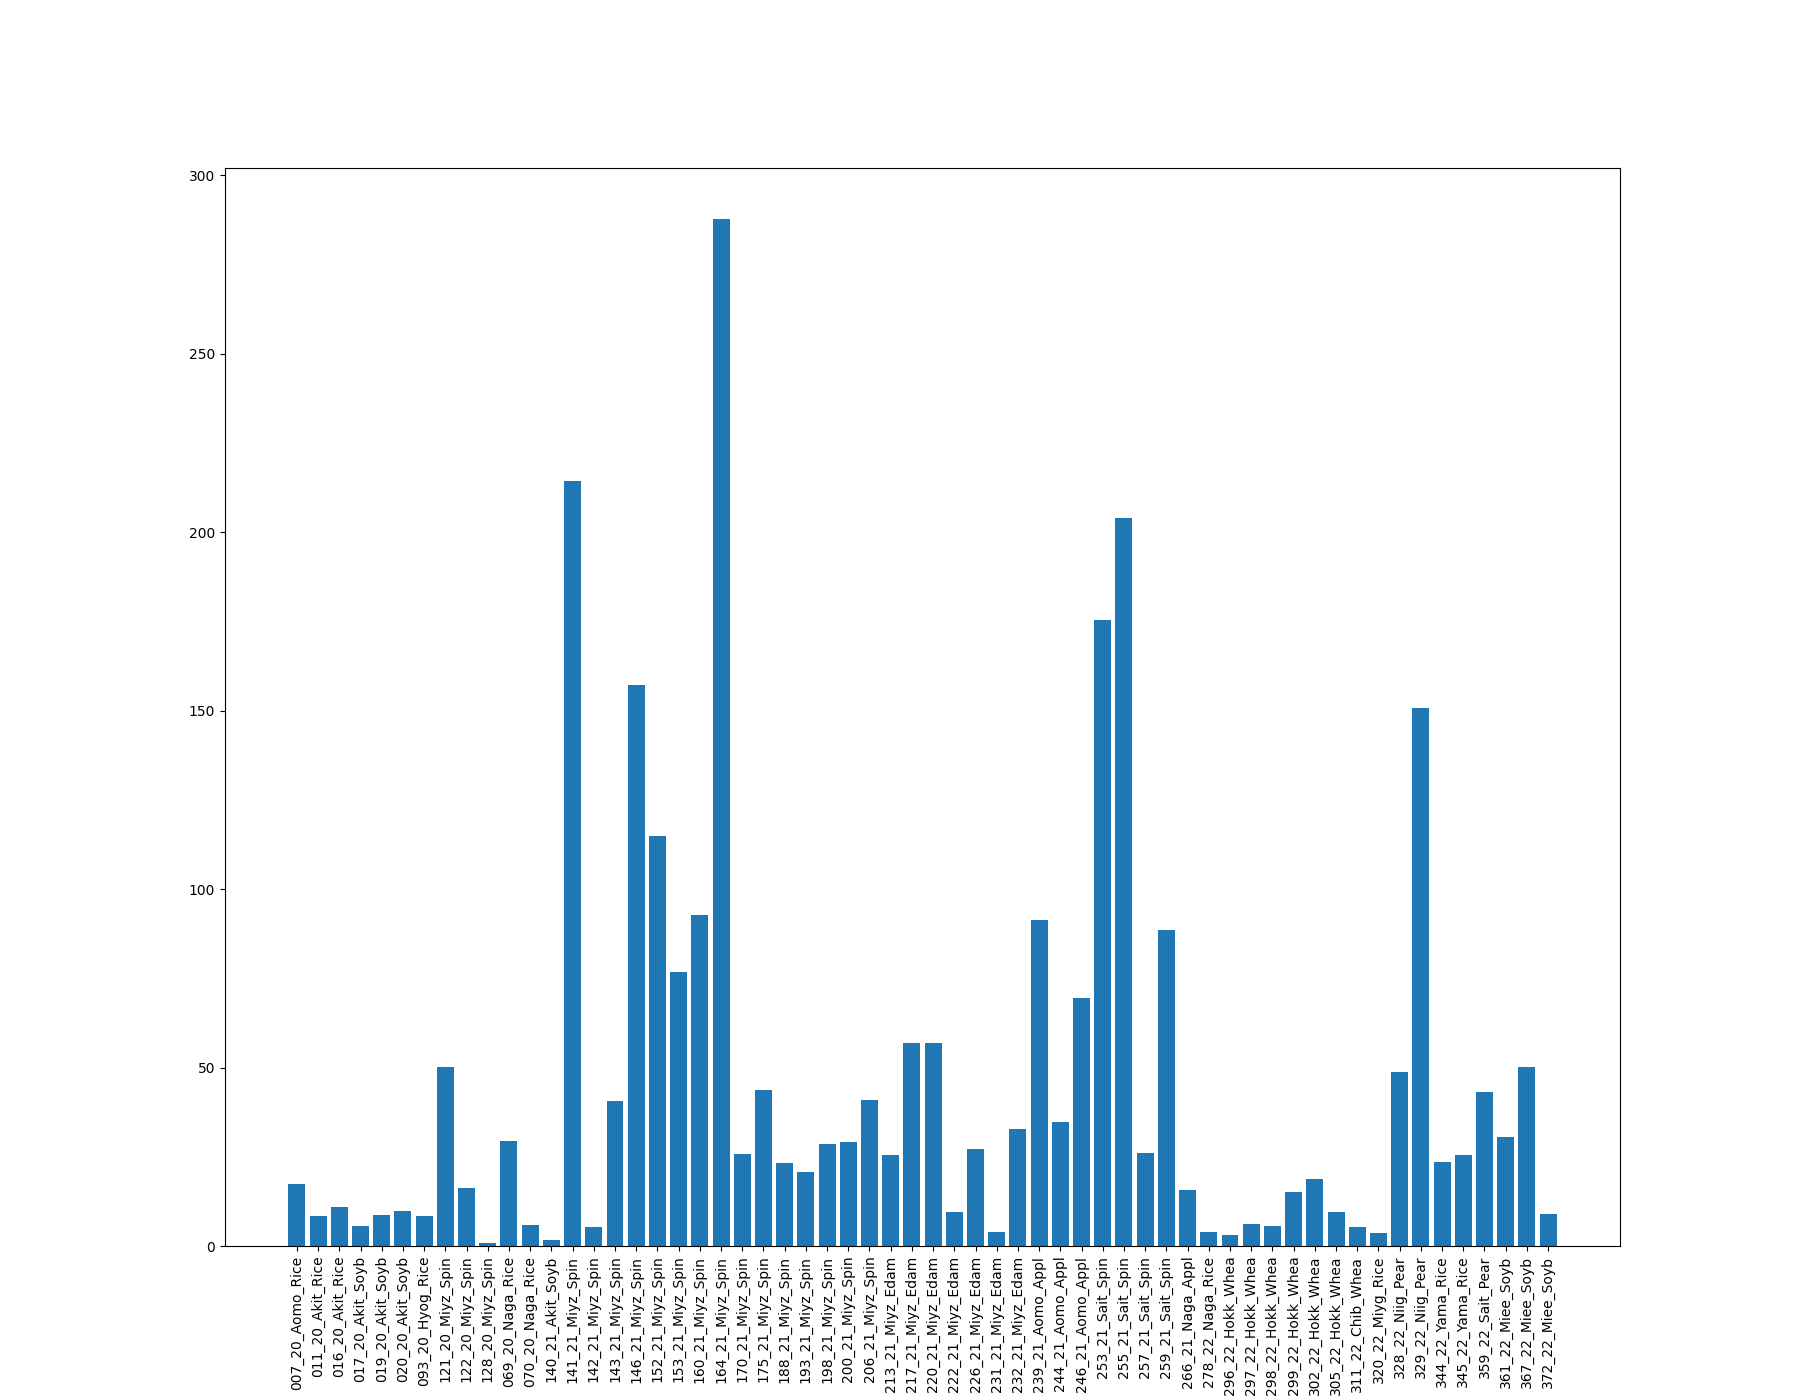 300
250
200
150
100
50
0
007_20_Aomo_Rice
011_20_Akit_Rice
016_20_Akit_Rice
017_20_Akit_Soyb
019_20_Akit_Soyb
020_20_Akit_Soyb
093_20_Hyog_Rice
121_20_Miyz_Spin
122_20_Miyz_Spin
128_20_Miyz_Spin
069_20_Naga_Rice
070_20_Naga_Rice
140_21_Akit_Soyb
141_21_Miyz_Spin
142_21_Miyz_Spin
143_21_Miyz_Spin
146_21_Miyz_Spin
152_21_Miyz_Spin
153_21_Miyz_Spin
160_21_Miyz_Spin
164_21_Miyz_Spin
170_21_Miyz_Spin
175_21_Miyz_Spin
188_21_Miyz_Spin
193_21_Miyz_Spin
198_21_Miyz_Spin
200_21_Miyz_Spin
206_21_Miyz_Spin
213_21_Miyz_Edam
217_21_Miyz_Edam
220_21_Miyz_Edam
222_21_Miyz_Edam
226_21_Miyz_Edam
231_21_Miyz_Edam
232_21_Miyz_Edam
239_21_Aomo_Appl
244_21_Aomo_Appl
246_21_Aomo_Appl
253_21_Sait_Spin
255_21_Sait_Spin
257_21_Sait_Spin
259_21_Sait_Spin
266_21_Naga_Appl
278_22_Naga_Rice
296_22_Hokk_Whea
297_22_Hokk_Whea
298_22_Hokk_Whea
299_22_Hokk_Whea
302_22_Hokk_Whea
305_22_Hokk_Whea
311_22_Chib_Whea
320_22_Miyg_Rice
328_22_Niig_Pear
329_22_Niig_Pear
344_22_Yama_Rice
345_22_Yama_Rice
359_22_Sait_Pear
361_22_Miee_Soyb
367_22_Miee_Soyb
372_22_Miee_Soyb